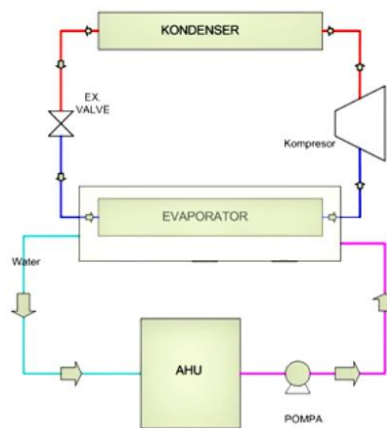 KONDENSER
EX.
VALVE
Kompresor
EVAPORATOR
Water
AHU
POMPA